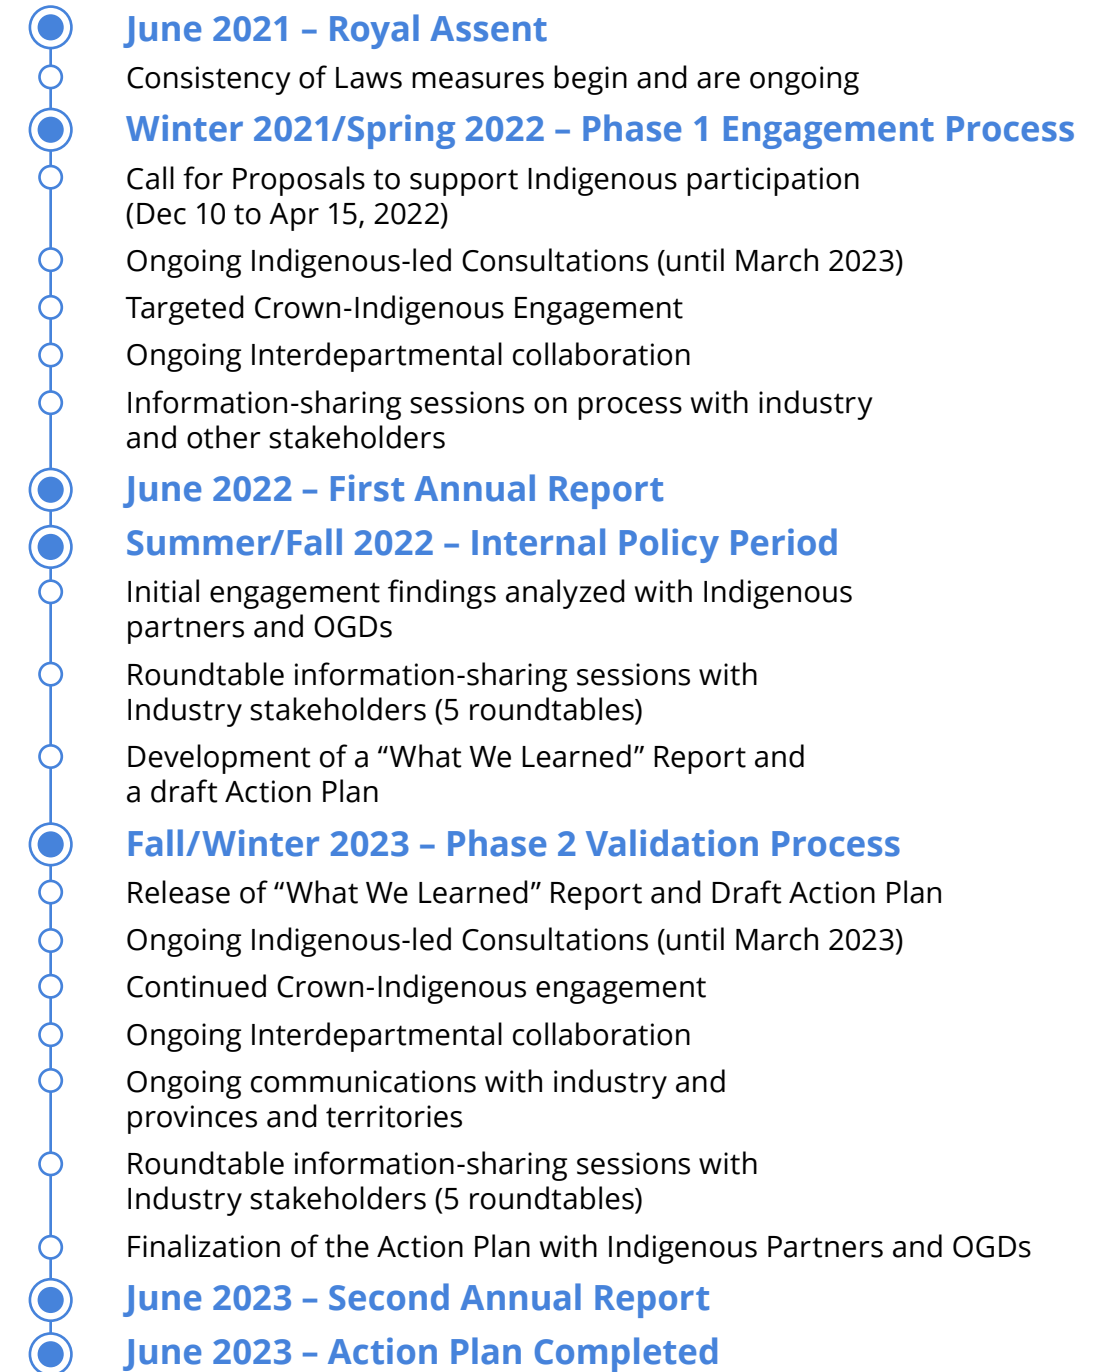 June 2021 – Royal Assent
Consistency of Laws measures begin and are ongoing
Winter 2021/Spring 2022 – Phase 1 Engagement Process
Call for Proposals to support Indigenous participation
(Dec 10 to Apr 15, 2022)
Ongoing Indigenous-led Consultations (until March 2023)
Targeted Crown-Indigenous Engagement
Ongoing Interdepartmental collaboration
Information-sharing sessions on process with industry
and other stakeholders
June 2022 – First Annual Report
Summer/Fall 2022 – Internal Policy Period
Initial engagement findings analyzed with Indigenous
partners and OGDs
Roundtable information-sharing sessions with
Industry stakeholders (5 roundtables)
Development of a “What We Learned” Report and
a draft Action Plan
Fall/Winter 2023 – Phase 2 Validation Process
Release of “What We Learned” Report and Draft Action Plan
Ongoing Indigenous-led Consultations (until March 2023)
Continued Crown-Indigenous engagement
Ongoing Interdepartmental collaboration
Ongoing communications with industry and
provinces and territories
Roundtable information-sharing sessions with
Industry stakeholders (5 roundtables)
Finalization of the Action Plan with Indigenous Partners and OGDs
June 2023 – Second Annual Report
June 2023 – Action Plan Completed